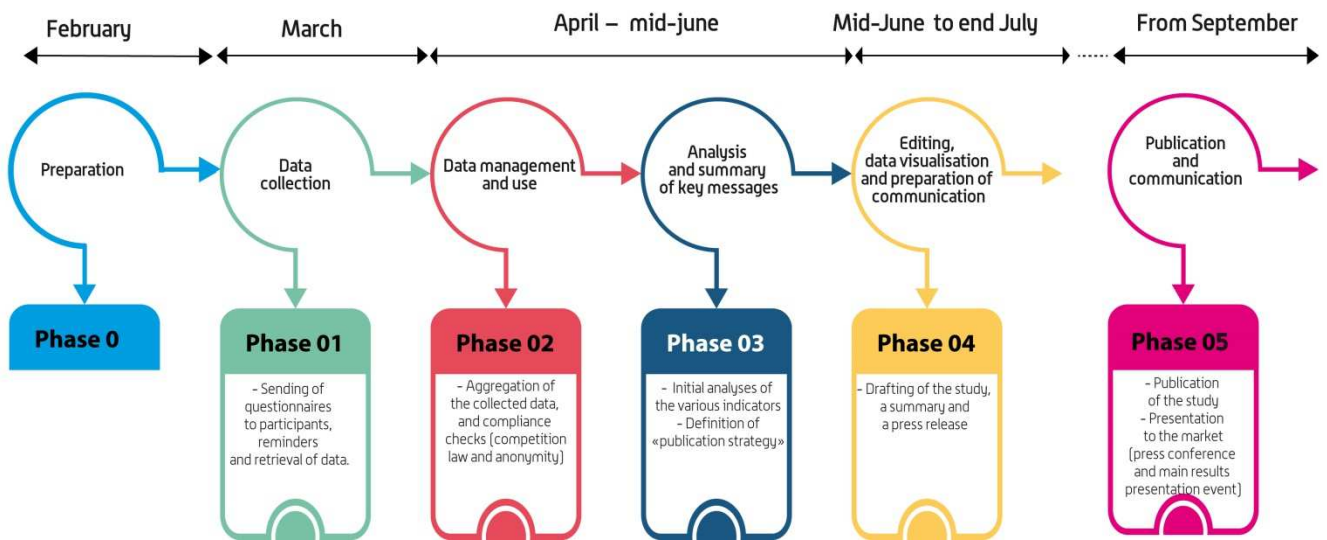 February
March
April – mid-june
Mid-June to end July
From September
Preparation
Data
collection
Data management
and use
Analysis
and summary
of key messages
Editing,
data visualisation
and preparation of
communication
Publication
and
communication
Phase 0
Phase 01
- Sending of
questionnaires
to participants,
reminders
and retrieval of data.
Phase 02
- Aggregation of
the collected data,
and compliance
checks (competition
law and anonymity)
Phase 03
- Initial analyses of
the various indicators
- Definition of
«publication strategy»
Phase 04
- Drafting of the study,
a summary and
a press release
Phase 05
- Publication
of the study
- Presentation
to the market
(press conference
and main results
presentation event)